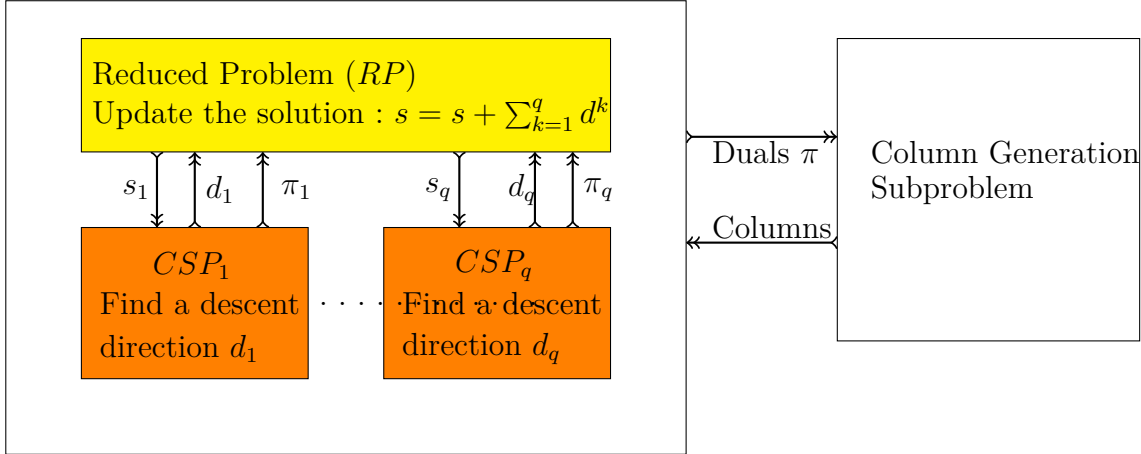 Reduced Problem (RP)
Update the solution : s = s + ∑_{k=1}^{q} d^k
s_1 d_1 π_1 s_q d_q π_q
CSP_1
Find a descent
direction d_1
. . . . . . . . . .
CSP_q
Find a descent
direction d_q
Duals π
Columns
Column Generation
Subproblem